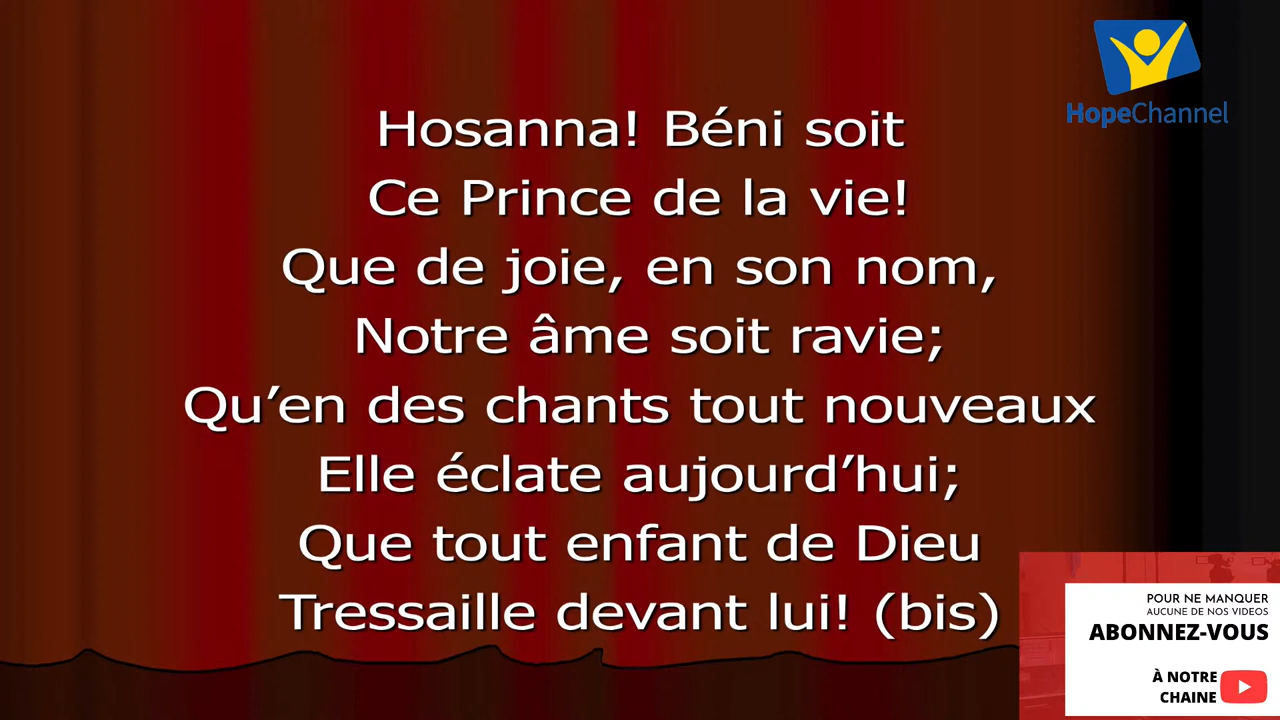 HopeChannel
Hosanna! Béni soit
Ce Prince de la vie!
Que de joie, en son nom,
Notre âme soit ravie;
Qu’en des chants tout nouveaux
Elle éclate aujourd’hui;
Que tout enfant de Dieu
Tressaille devant lui! (bis)
POUR NE MANQUER
AUCUNE DE NOS VIDEOS
ABONNEZ-VOUS
À NOTRE
CHAINE